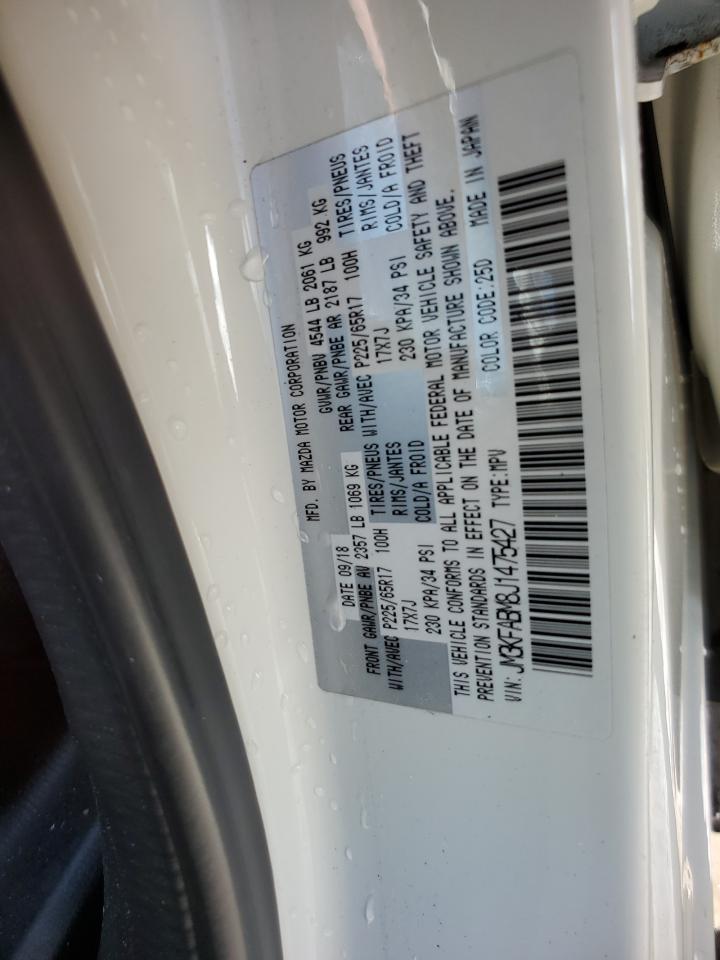 MFD. BY MAZDA MOTOR CORPORATION
DATE 09/18 GVWR/PNBV 4544 LB 2061 KG
FRONT GAWR/PNBE AV 2357 LB 1069 KG REAR GAWR/PNBE AR 2187 LB 992 KG
WITH/AVEC P225/65R17 100H TIRES/PNEUS WITH/AVEC P225/65R17 100H TIRES/PNEUS
17X7J RIMS/JANTES 17X7J RIMS/JANTES
230 KPA/34 PSI COLD/A FROID 230 KPA/34 PSI COLD/A FROID
THIS VEHICLE CONFORMS TO ALL APPLICABLE FEDERAL MOTOR VEHICLE SAFETY AND THEFT
PREVENTION STANDARDS IN EFFECT ON THE DATE OF MANUFACTURE SHOWN ABOVE.
VIN: JM3KFABM8J1475427 TYPE:MPV COLOR CODE:25D MADE IN JAPAN